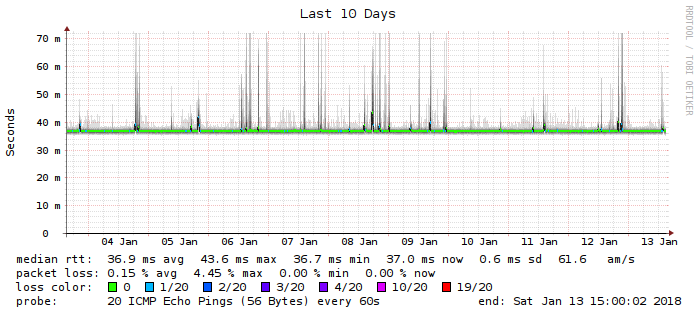 Last 10 Days
RRDTOOL / TOBI OETIKER
Seconds
70 m
60 m
50 m
40 m
30 m
20 m
10 m
0
04 Jan 05 Jan 06 Jan 07 Jan 08 Jan 09 Jan 10 Jan 11 Jan 12 Jan 13 Jan
median rtt: 36.9 ms avg 43.6 ms max 36.7 ms min 37.0 ms now 0.6 ms sd 61.6 am/s
packet loss: 0.15 % avg 4.45 % max 0.00 % min 0.00 % now
loss color: 0 1/20 2/20 3/20 4/20 10/20 19/20
probe: 20 ICMP Echo Pings (56 Bytes) every 60s end: Sat Jan 13 15:00:02 2018